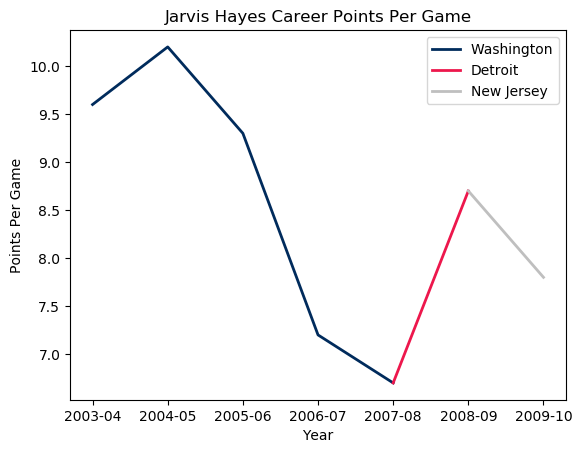 Jarvis Hayes Career Points Per Game
Washington
Detroit
New Jersey
Points Per Game
10.0
9.5
9.0
8.5
8.0
7.5
7.0
2003-04 2004-05 2005-06 2006-07 2007-08 2008-09 2009-10
Year